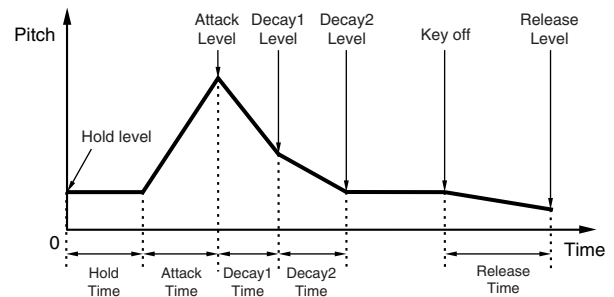 Pitch
Attack
Level
Decay1
Level
Decay2
Level
Key off
Release
Level
Hold level
0
Time
Hold
Time
Attack
Time
Decay1
Time
Decay2
Time
Release
Time